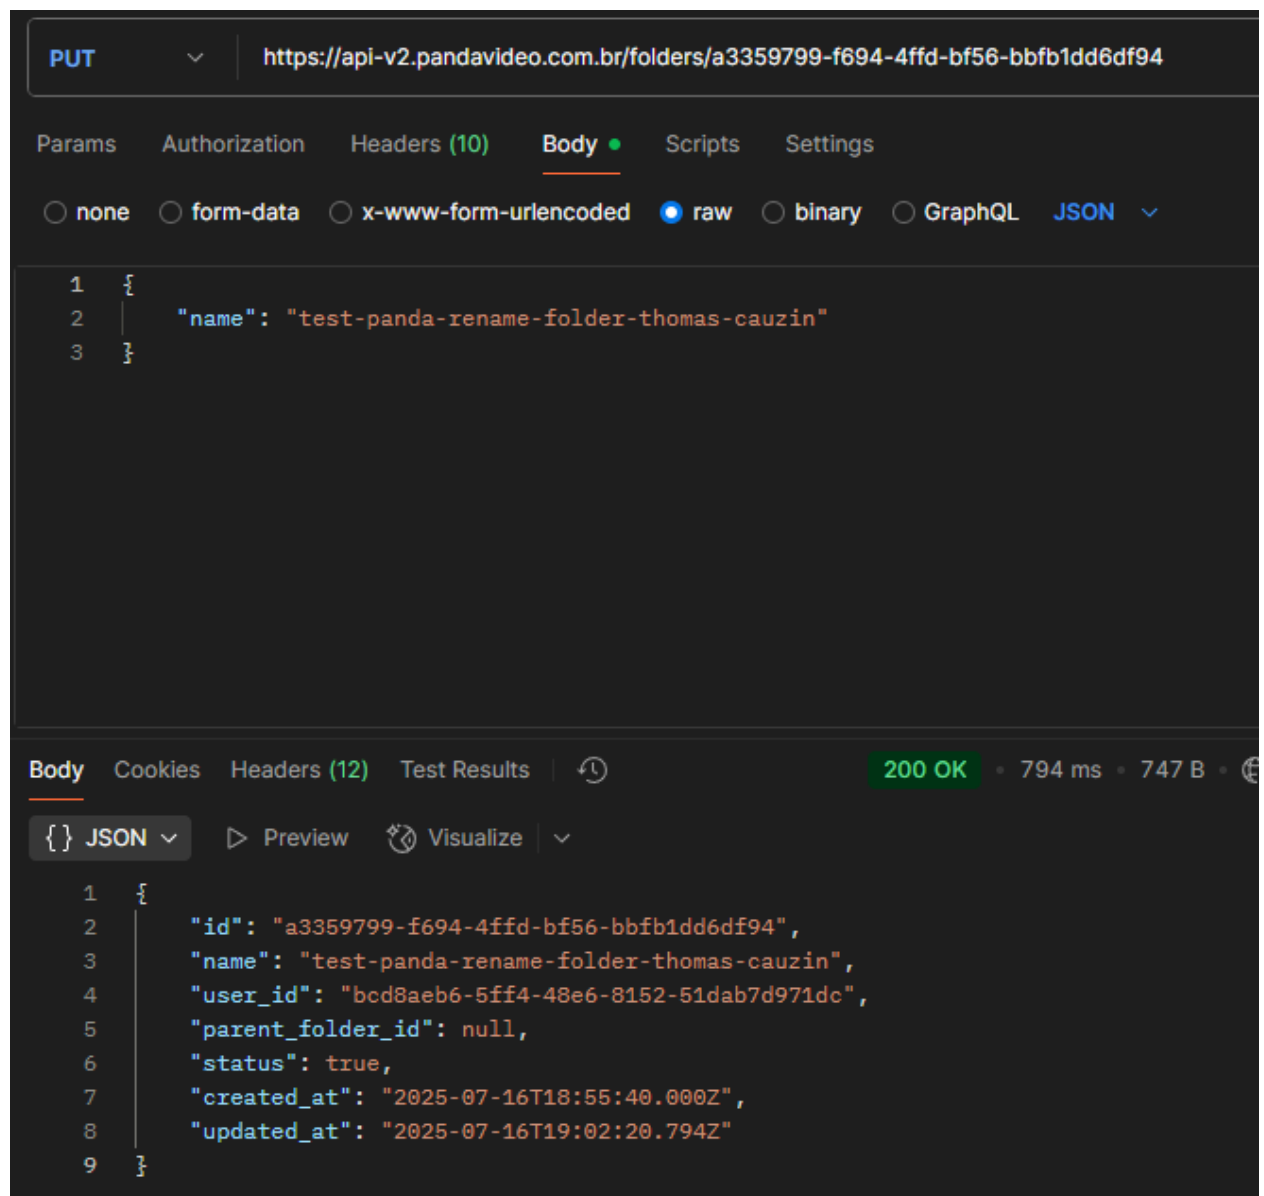 PUT https://api-v2.pandavideo.com.br/folders/a3359799-f694-4ffd-bf56-bbfb1dd6df94
Params Authorization Headers (10) Body Scripts Settings
none form-data x-www-form-urlencoded raw binary GraphQL JSON
1 {
2 "name": "test-panda-rename-folder-thomas-cauzin"
3 }
Body Cookies Headers (12) Test Results 200 OK • 794 ms • 747 B •
{} JSON Preview Visualize
1 {
2 "id": "a3359799-f694-4ffd-bf56-bbfb1dd6df94",
3 "name": "test-panda-rename-folder-thomas-cauzin",
4 "user_id": "bcd8aeb6-5ff4-48e6-8152-51dab7d971dc",
5 "parent_folder_id": null,
6 "status": true,
7 "created_at": "2025-07-16T18:55:40.000Z",
8 "updated_at": "2025-07-16T19:02:20.794Z"
9 }